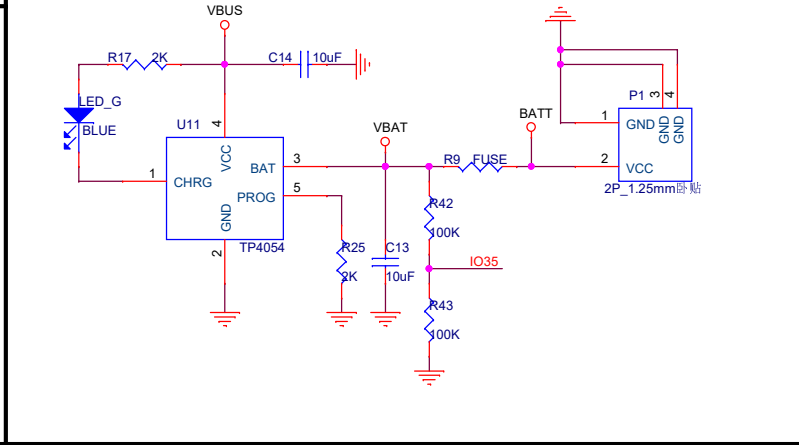 VBUS
R17 2K
C14 10uF
LED_G
BLUE
U11
4
VCC
BAT
3
1
CHRG
PROG
5
GND
2
TP4054
VBAT
R9 FUSE
BATT
P1
3
4
1
GND
GND
GND
2
VCC
2P_1.25mm卧贴
R42
100K
R25
2K
C13
10uF
IO35
R43
100K